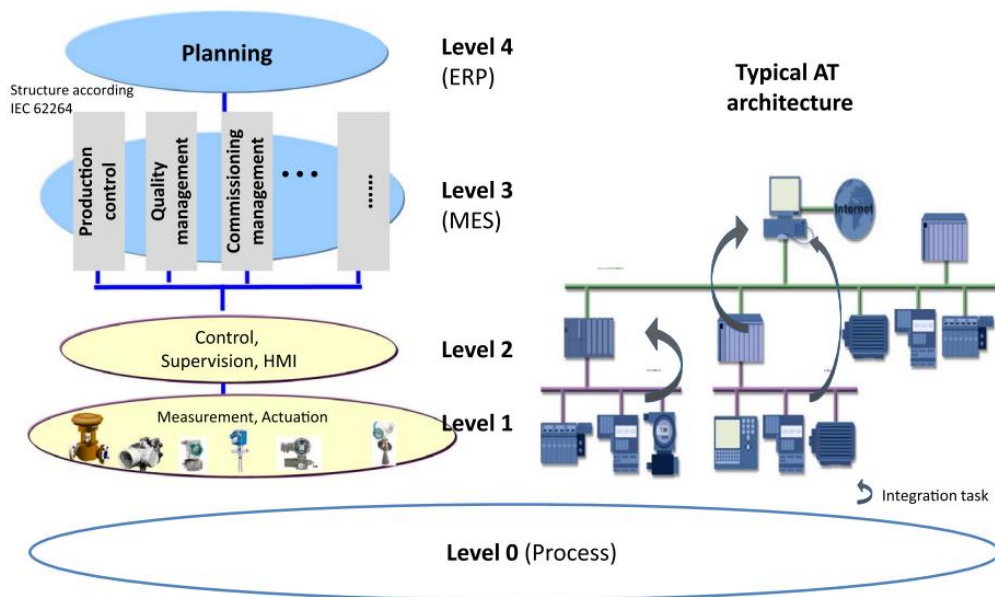 Planning
Structure according
IEC 62264
Level 4
(ERP)
Typical AT
architecture
Production
control
Quality
management
Commissioning
management
...
......
Level 3
(MES)
Internet
Control,
Supervision, HMI
Level 2
Measurement, Actuation
Level 1
Integration task
Level 0 (Process)